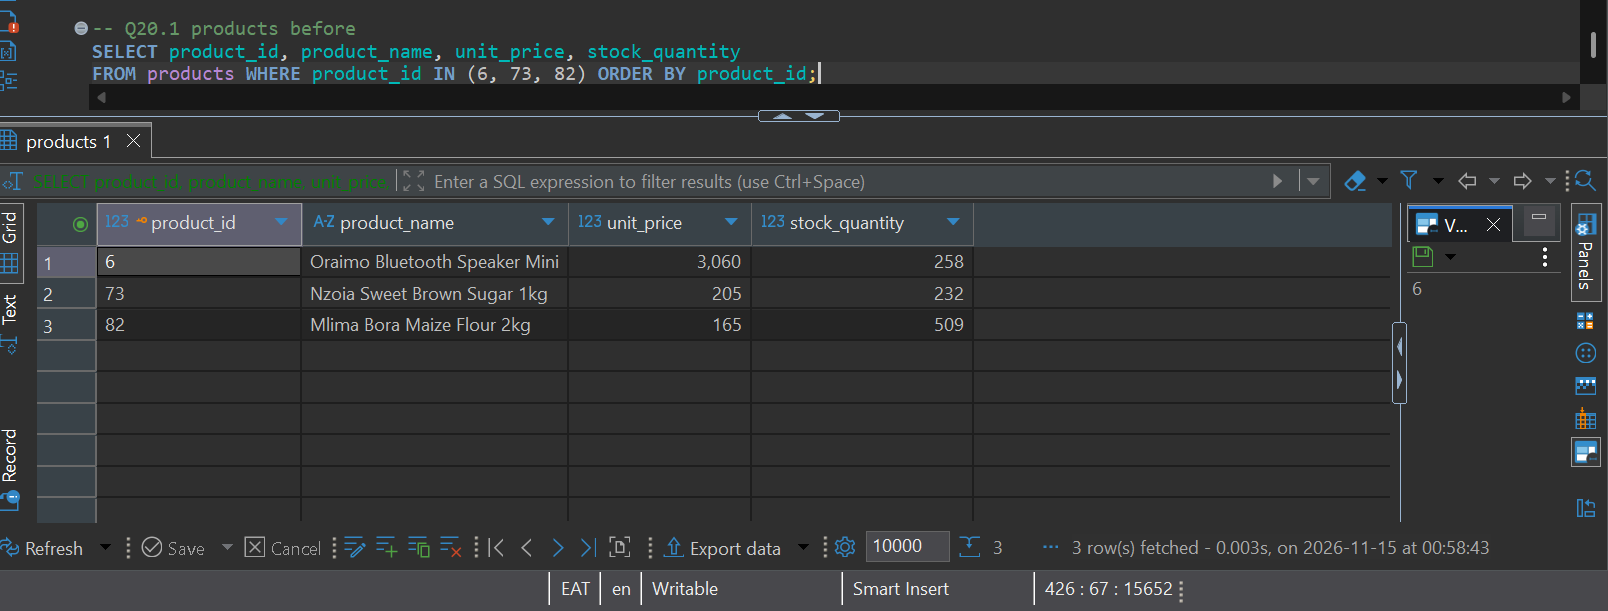 -- Q20.1 products before
SELECT product_id, product_name, unit_price, stock_quantity
FROM products WHERE product_id IN (6, 73, 82) ORDER BY product_id;
products 1
SELECT product_id, product_name, unit_price, Enter a SQL expression to filter results (use Ctrl+Space)
Grid
Text
Record
123 product_id A-Z product_name 123 unit_price 123 stock_quantity
1 6 Oraimo Bluetooth Speaker Mini 3,060 258
2 73 Nzoia Sweet Brown Sugar 1kg 205 232
3 82 Mlima Bora Maize Flour 2kg 165 509
V...
6
Panels
Refresh Save Cancel Export data 10000 3 ... 3 row(s) fetched - 0.003s, on 2026-11-15 at 00:58:43
EAT en Writable Smart Insert 426 : 67 : 15652